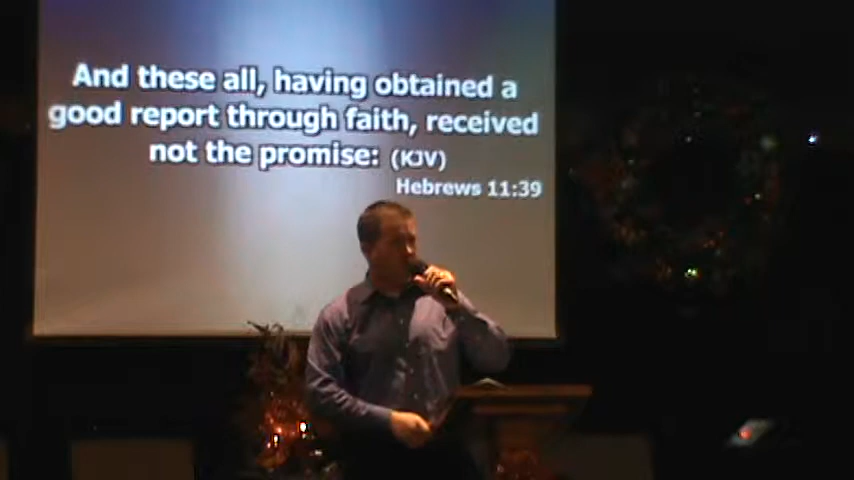 And these all, having obtained a
good report through faith, received
not the promise: (KJV)
Hebrews 11:39